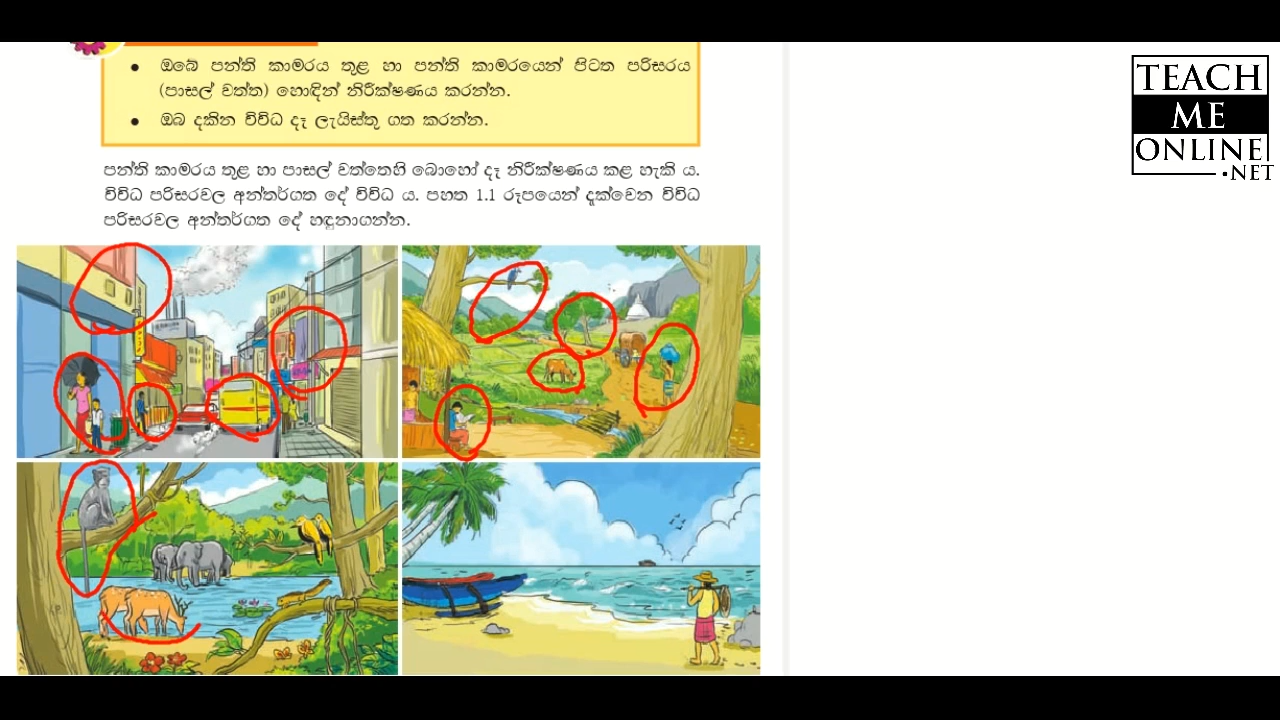 • ඔබේ පන්ති කාමරය තුළ හා පන්ති කාමරයෙන් පිටත පරිසරය
(පාසල් වත්ත) හොඳින් නිරීක්ෂණය කරන්න.
• ඔබ දකින විවිධ දෑ ලැයිස්තු ගත කරන්න.
පන්ති කාමරය තුළ හා පාසල් වත්තෙහි බොහෝ දෑ නිරීක්ෂණය කළ හැකි ය.
විවිධ පරිසරවල අන්තර්ගත දේ විවිධ ය. පහත 1.1 රූපයෙන් දැක්වෙන විවිධ
පරිසරවල අන්තර්ගත දේ හඳුනාගන්න.
TEACH
ME
ONLINE
.NET